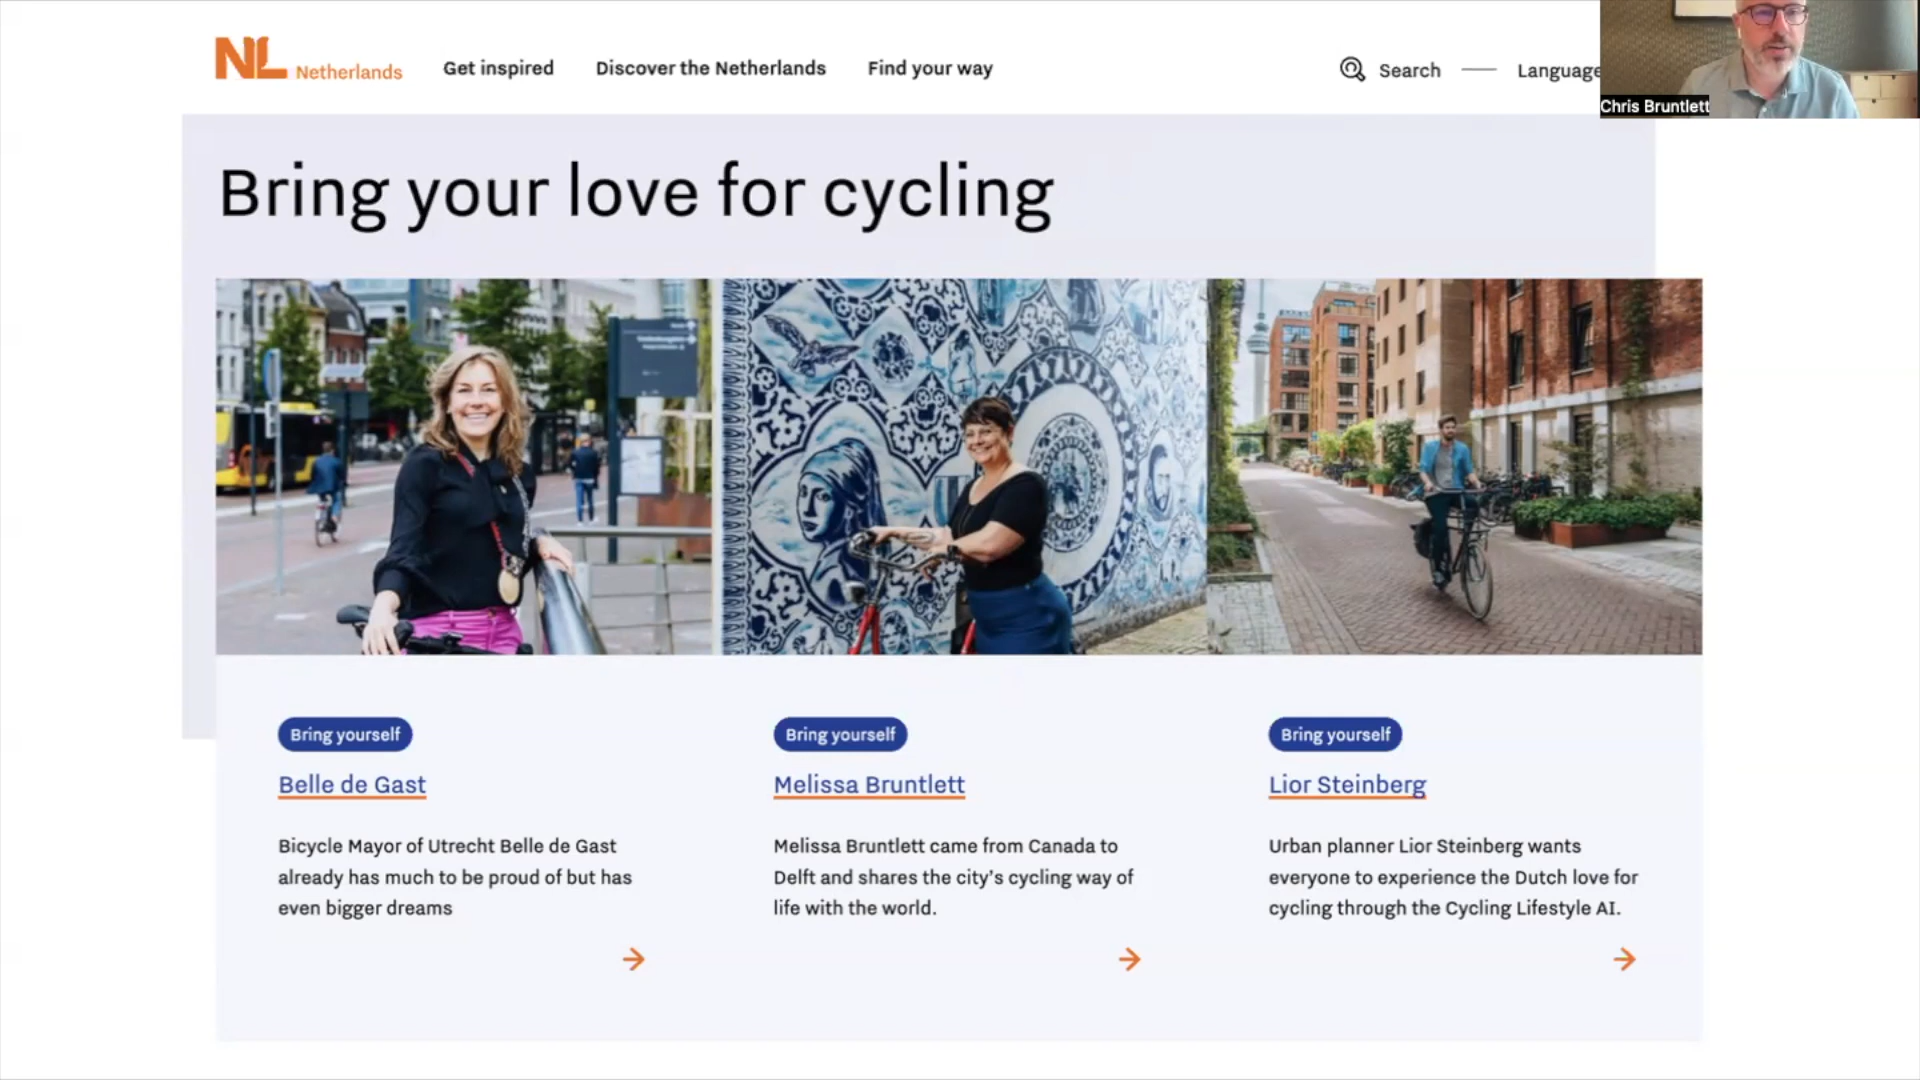 NL Netherlands
Get inspired
Discover the Netherlands
Find your way
Search
Language
Chris Bruntlett
Bring your love for cycling
Bring yourself
Belle de Gast
Bicycle Mayor of Utrecht Belle de Gast
already has much to be proud of but has
even bigger dreams
Bring yourself
Melissa Bruntlett
Melissa Bruntlett came from Canada to
Delft and shares the city's cycling way of
life with the world.
Bring yourself
Lior Steinberg
Urban planner Lior Steinberg wants
everyone to experience the Dutch love for
cycling through the Cycling Lifestyle AI.